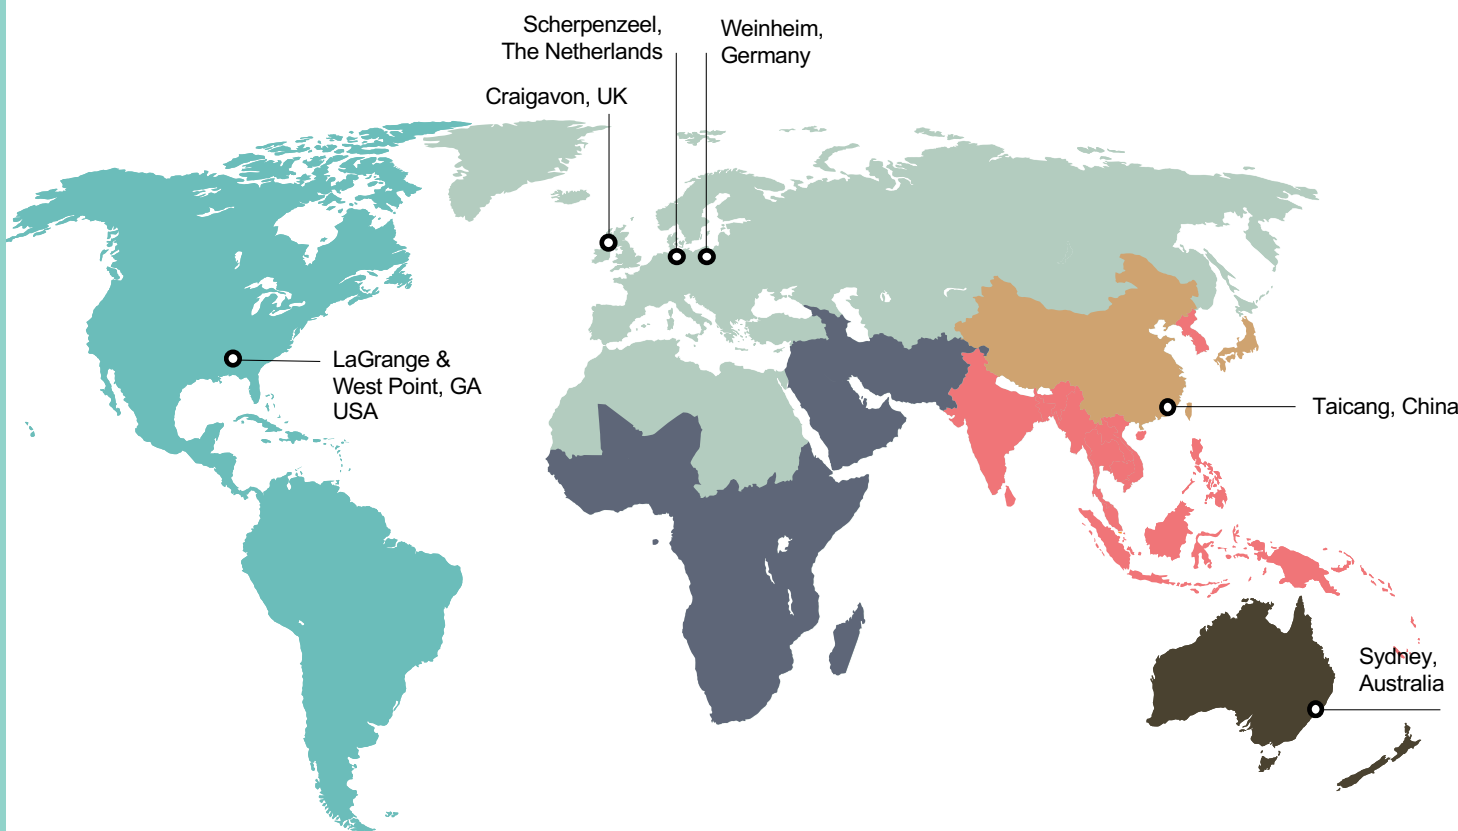 Scherpenzeel,
The Netherlands
Weinheim,
Germany
Craigavon, UK
LaGrange &
West Point, GA
USA
Taicang, China
Sydney,
Australia